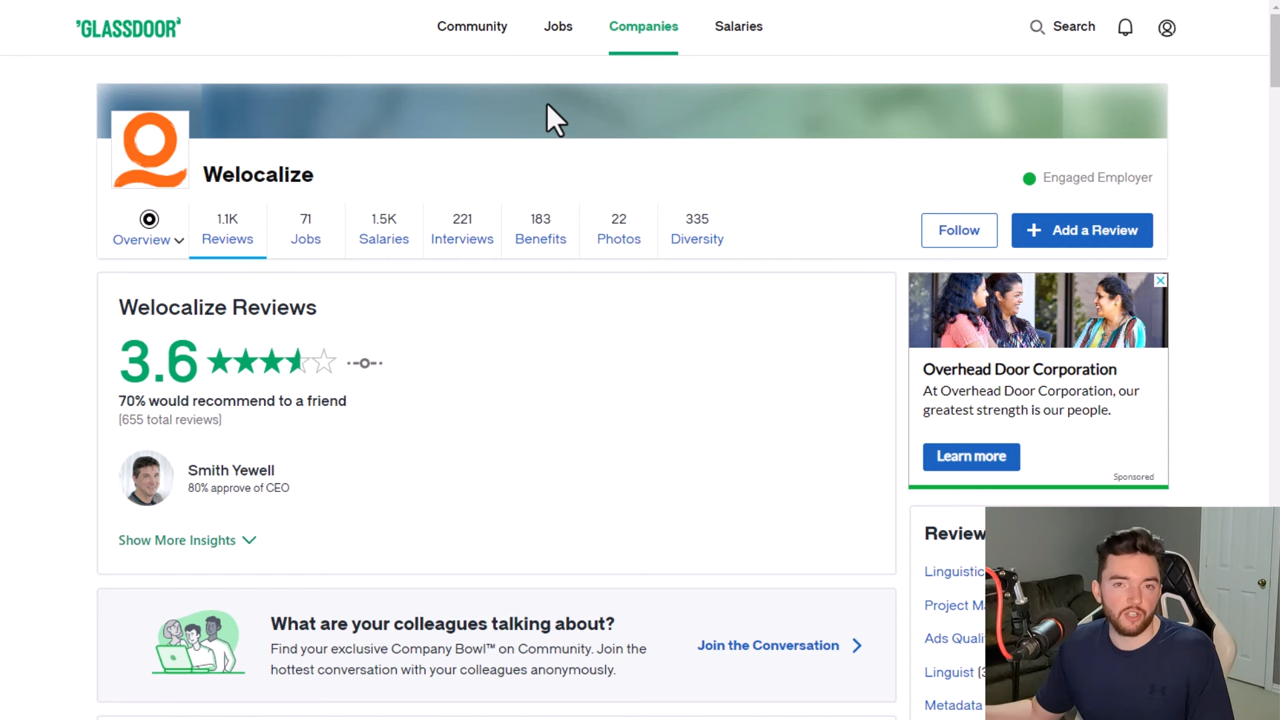 'GLASSDOOR'
Community
Jobs
Companies
Salaries
Search
Welocalize
Engaged Employer
Overview
1.1K
Reviews
71
Jobs
1.5K
Salaries
221
Interviews
183
Benefits
22
Photos
335
Diversity
Follow
+ Add a Review
Welocalize Reviews
3.6
70% would recommend to a friend
(655 total reviews)
Smith Yewell
80% approve of CEO
Show More Insights
What are your colleagues talking about?
Find your exclusive Company Bowl™ on Community. Join the
hottest conversation with your colleagues anonymously.
Join the Conversation
Overhead Door Corporation
At Overhead Door Corporation, our
greatest strength is our people.
Learn more
Sponsored
Review
Linguistic
Project M
Ads Quali
Linguist (
Metadata